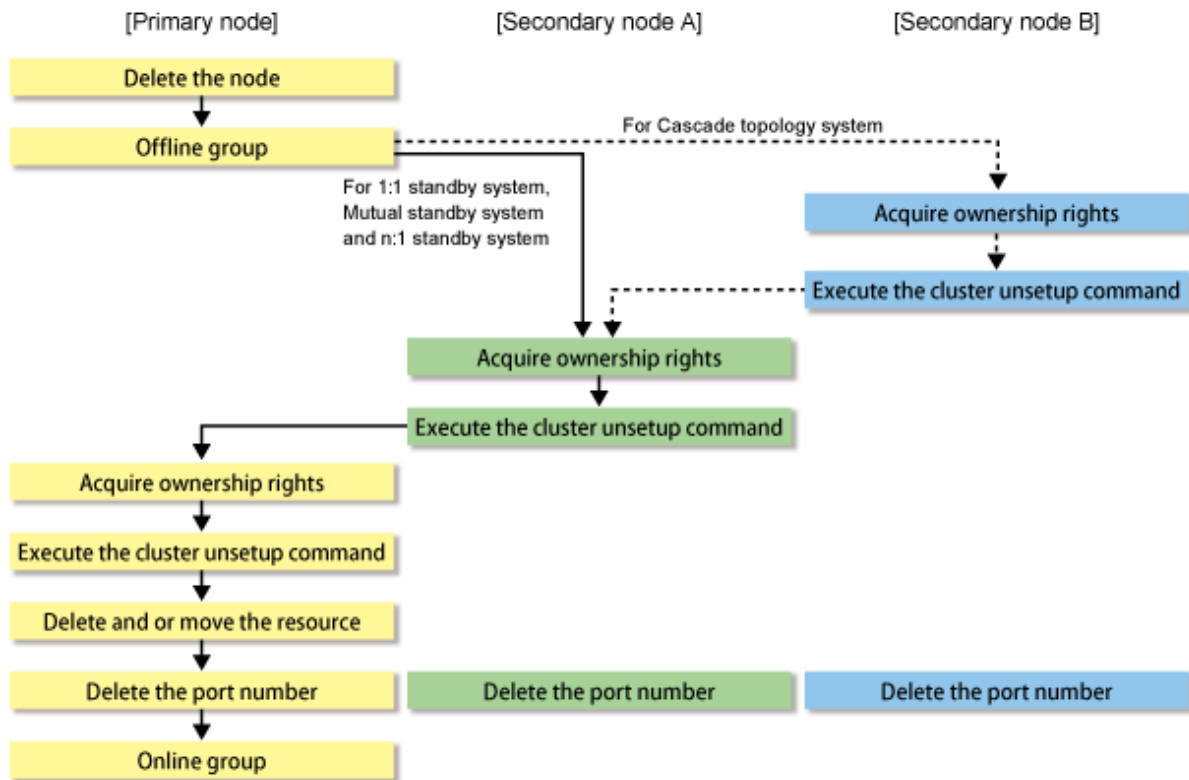 [Primary node]
[Secondary node A]
[Secondary node B]
Delete the node
Offline group
For Cascade topology system
For 1:1 standby system,
Mutual standby system
and n:1 standby system
Acquire ownership rights
Execute the cluster unsetup command
Acquire ownership rights
Execute the cluster unsetup command
Acquire ownership rights
Execute the cluster unsetup command
Delete and or move the resource
Delete the port number
Delete the port number
Delete the port number
Online group